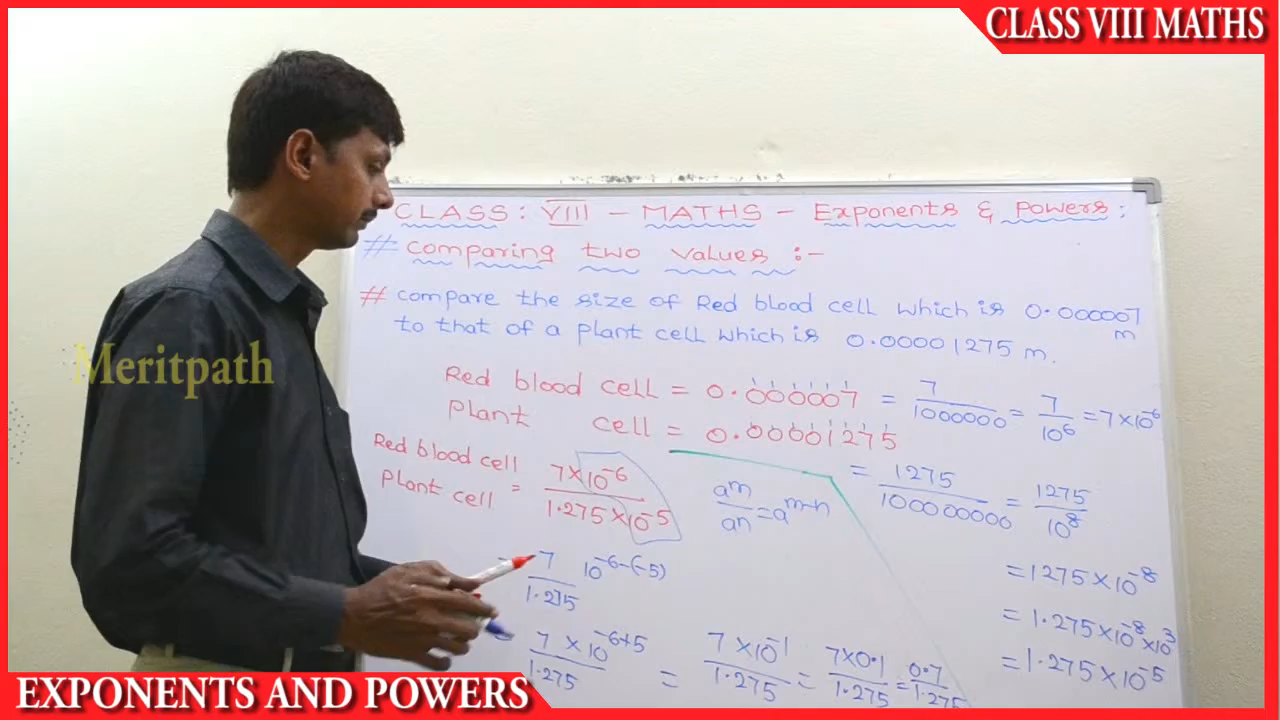 CLASS VIII MATHS
CLASS: VIII - MATHS - Exponents & Powers:
# comparing two values :-
# compare the size of Red blood cell which is 0.000007 m
to that of a plant cell which is 0.00001275 m.
Red blood cell = 0.000007 = 7/1000000 = 7/10^6 = 7×10^-6
Plant cell = 0.00001275
= 1275/100000000 = 1275/10^8
= 1275×10^-8
= 1.275×10^-8×10^3
= 1.275×10^-5
Red blood cell / Plant cell = 7×10^-6 / 1.275×10^-5
a^m/a^n = a^m-n
= 7/1.275 10^-6-(-5)
= 7×10^-6+5 / 1.275 = 7×10^-1 / 1.275 = 7×0.1 / 1.275 = 0.7 / 1.275
Meritpath
EXPONENTS AND POWERS